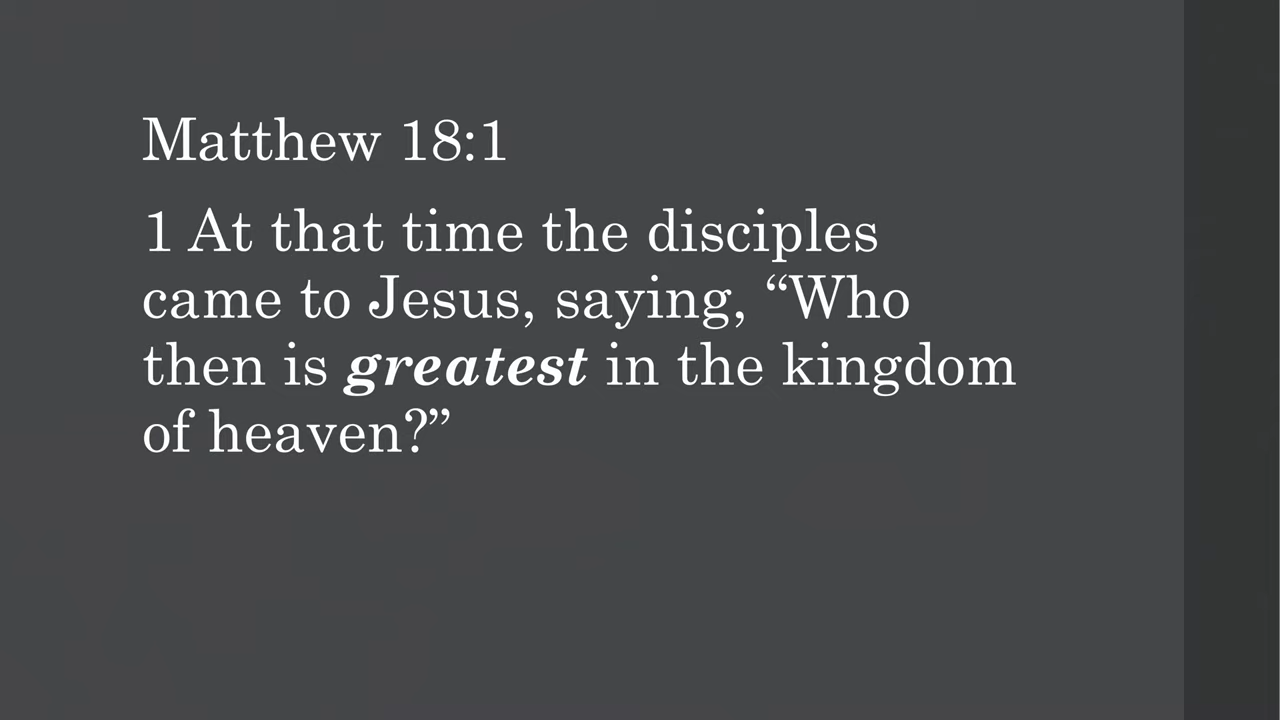 Matthew 18:1
1 At that time the disciples
came to Jesus, saying, “Who
then is greatest in the kingdom
of heaven?”